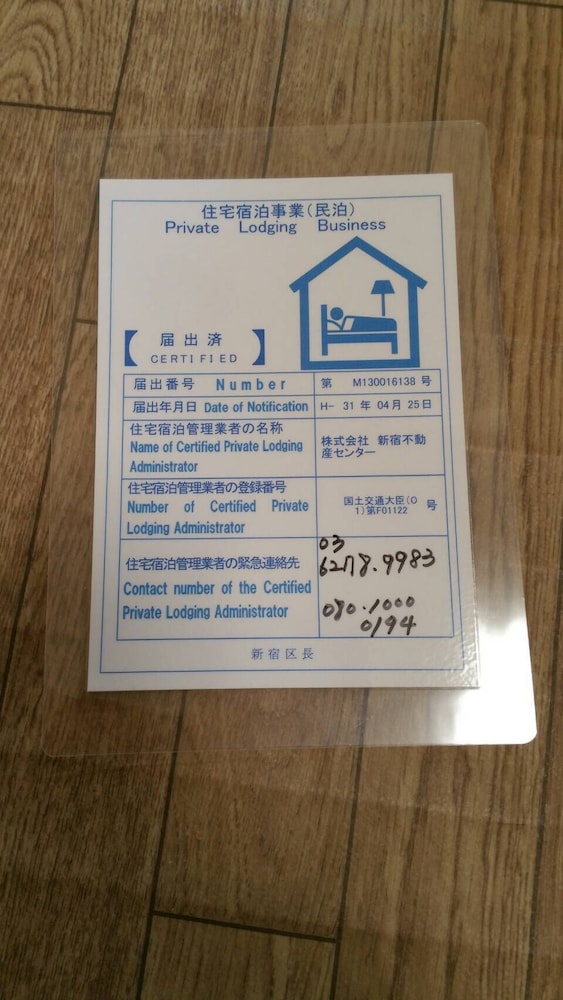 住宅宿泊事業(民泊)
Private Lodging Business
【 届出済 】
CERTIFIED
届出番号 Number 第 M130016138 号
届出年月日 Date of Notification H- 31 年 04 月 25 日
住宅宿泊管理業者の名称
Name of Certified Private Lodging
Administrator
株式会社 新宿不動
産センター
住宅宿泊管理業者の登録番号
Number of Certified Private
Lodging Administrator
国土交通大臣(0
1)第F01122 号
住宅宿泊管理業者の緊急連絡先
Contact number of the Certified
Private Lodging Administrator
03
6278.9983
080.1000
0194
新宿区長